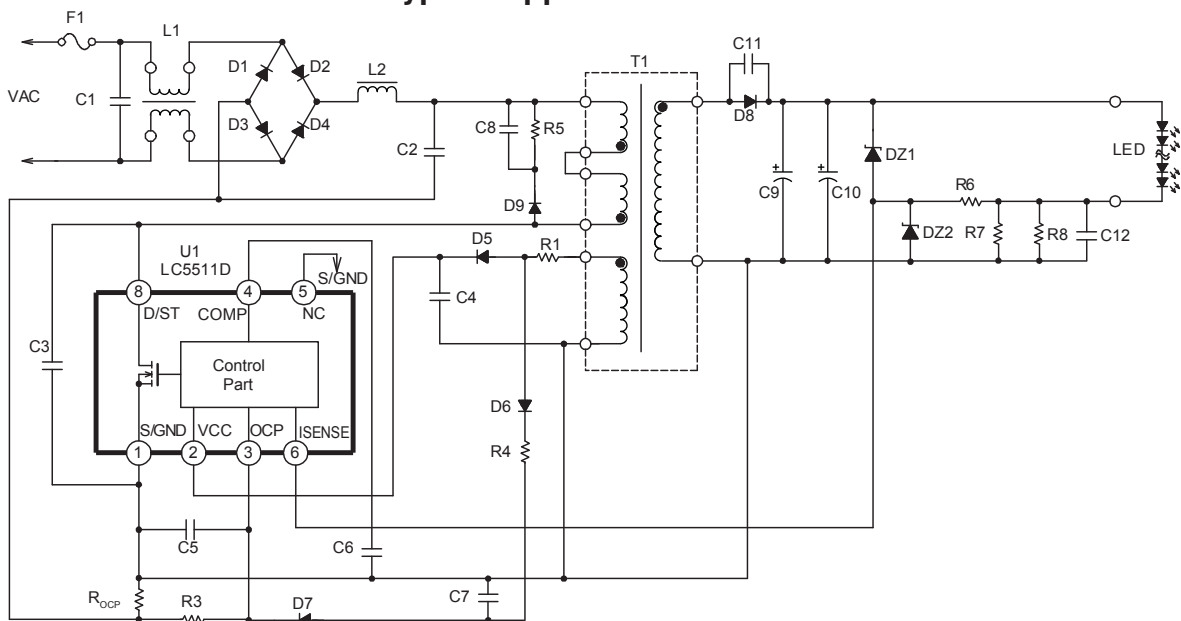 F1
L1
T1
C11
D1
D2
L2
VAC
C1
D8
D3
D4
C8
R5
C2
DZ1
LED
C9
C10
R6
D9
DZ2
R7
R8
C12
U1
LC5511D
D5
R1
S/GND
8
4
5
C4
D/ST
COMP
NC
C3
Control
Part
D6
S/GND
VCC
OCP
ISENSE
R4
1
2
3
6
C5
C6
C7
ROCP
R3
D7
+
+